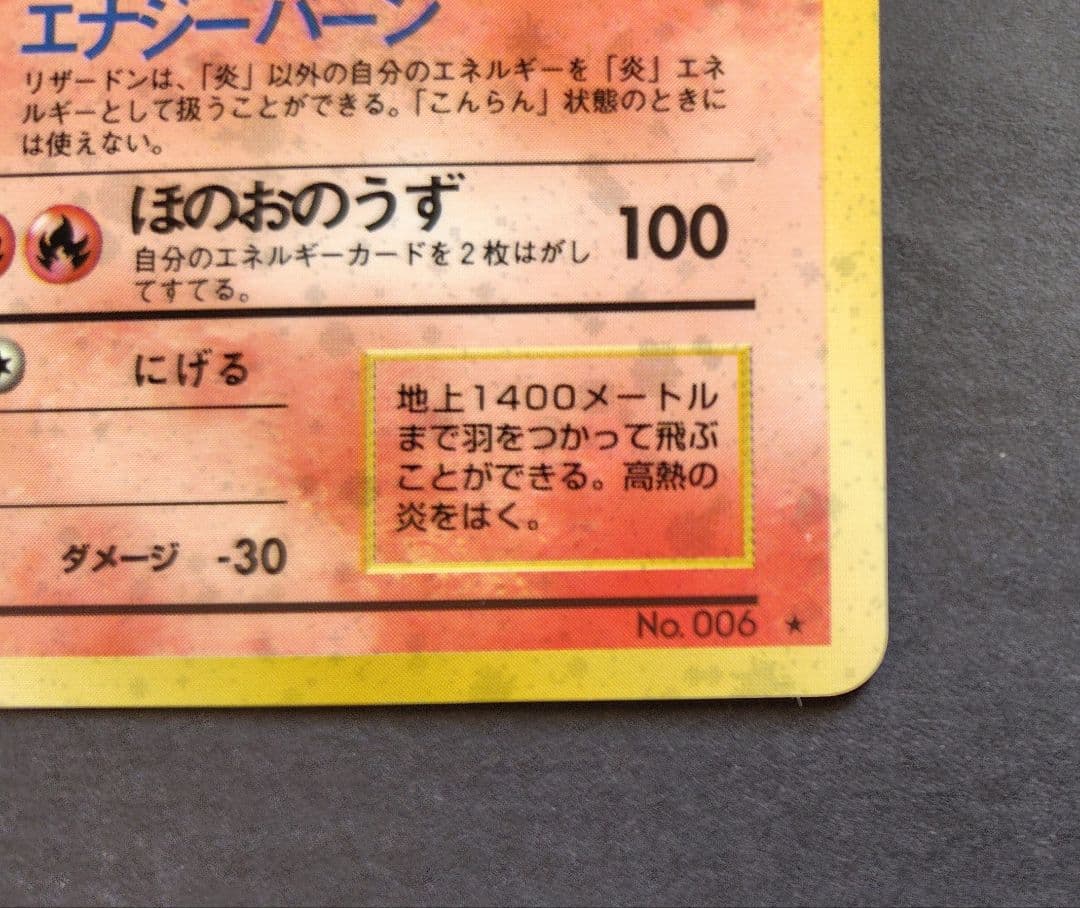 エナジーバーン
リザードンは、「炎」以外の自分のエネルギーを「炎」エネ
ルギーとして扱うことができる。「こんらん」状態のときに
は使えない。
ほのおのうず 100
自分のエネルギーカードを2枚はがし
てすてる。
にげる
地上1400メートル
まで羽をつかって飛ぶ
ことができる。高熱の
炎をはく。
ダメージ -30
No. 006 ★